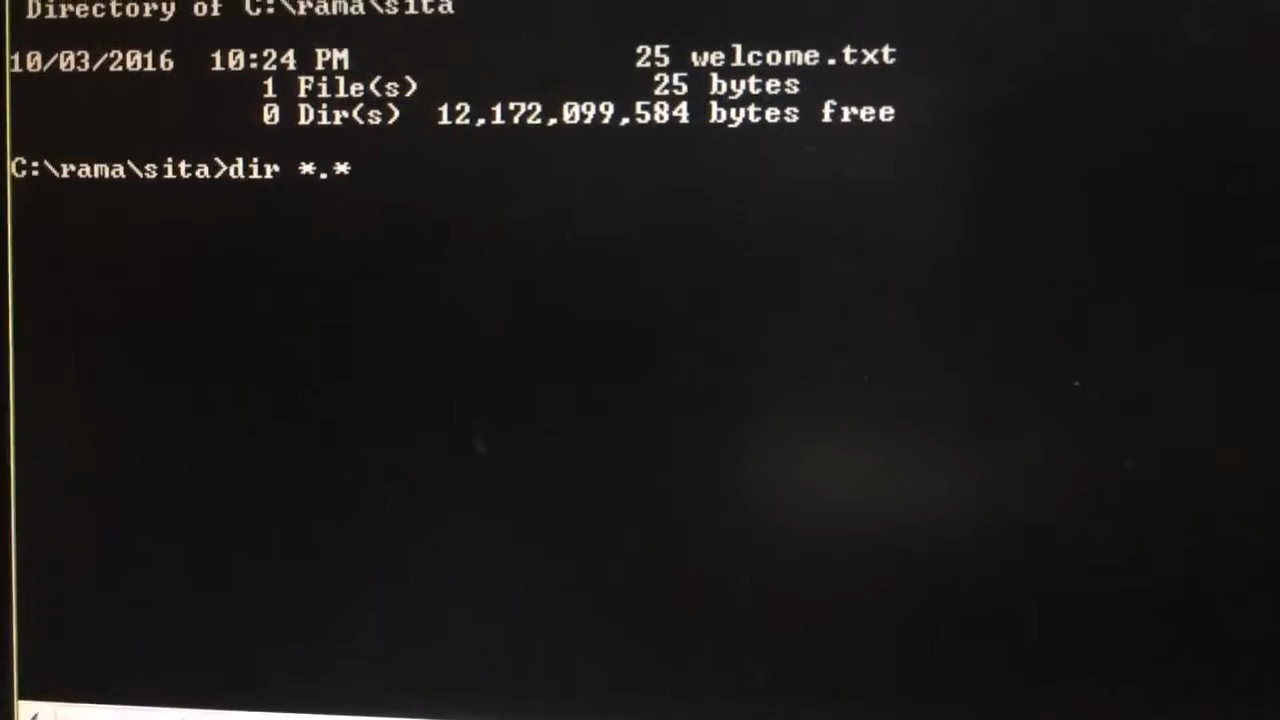 Directory of C:\rama\sita
10/03/2016 10:24 PM 25 welcome.txt
1 File(s) 25 bytes
0 Dir(s) 12,172,099,584 bytes free
C:\rama\sita>dir *.*